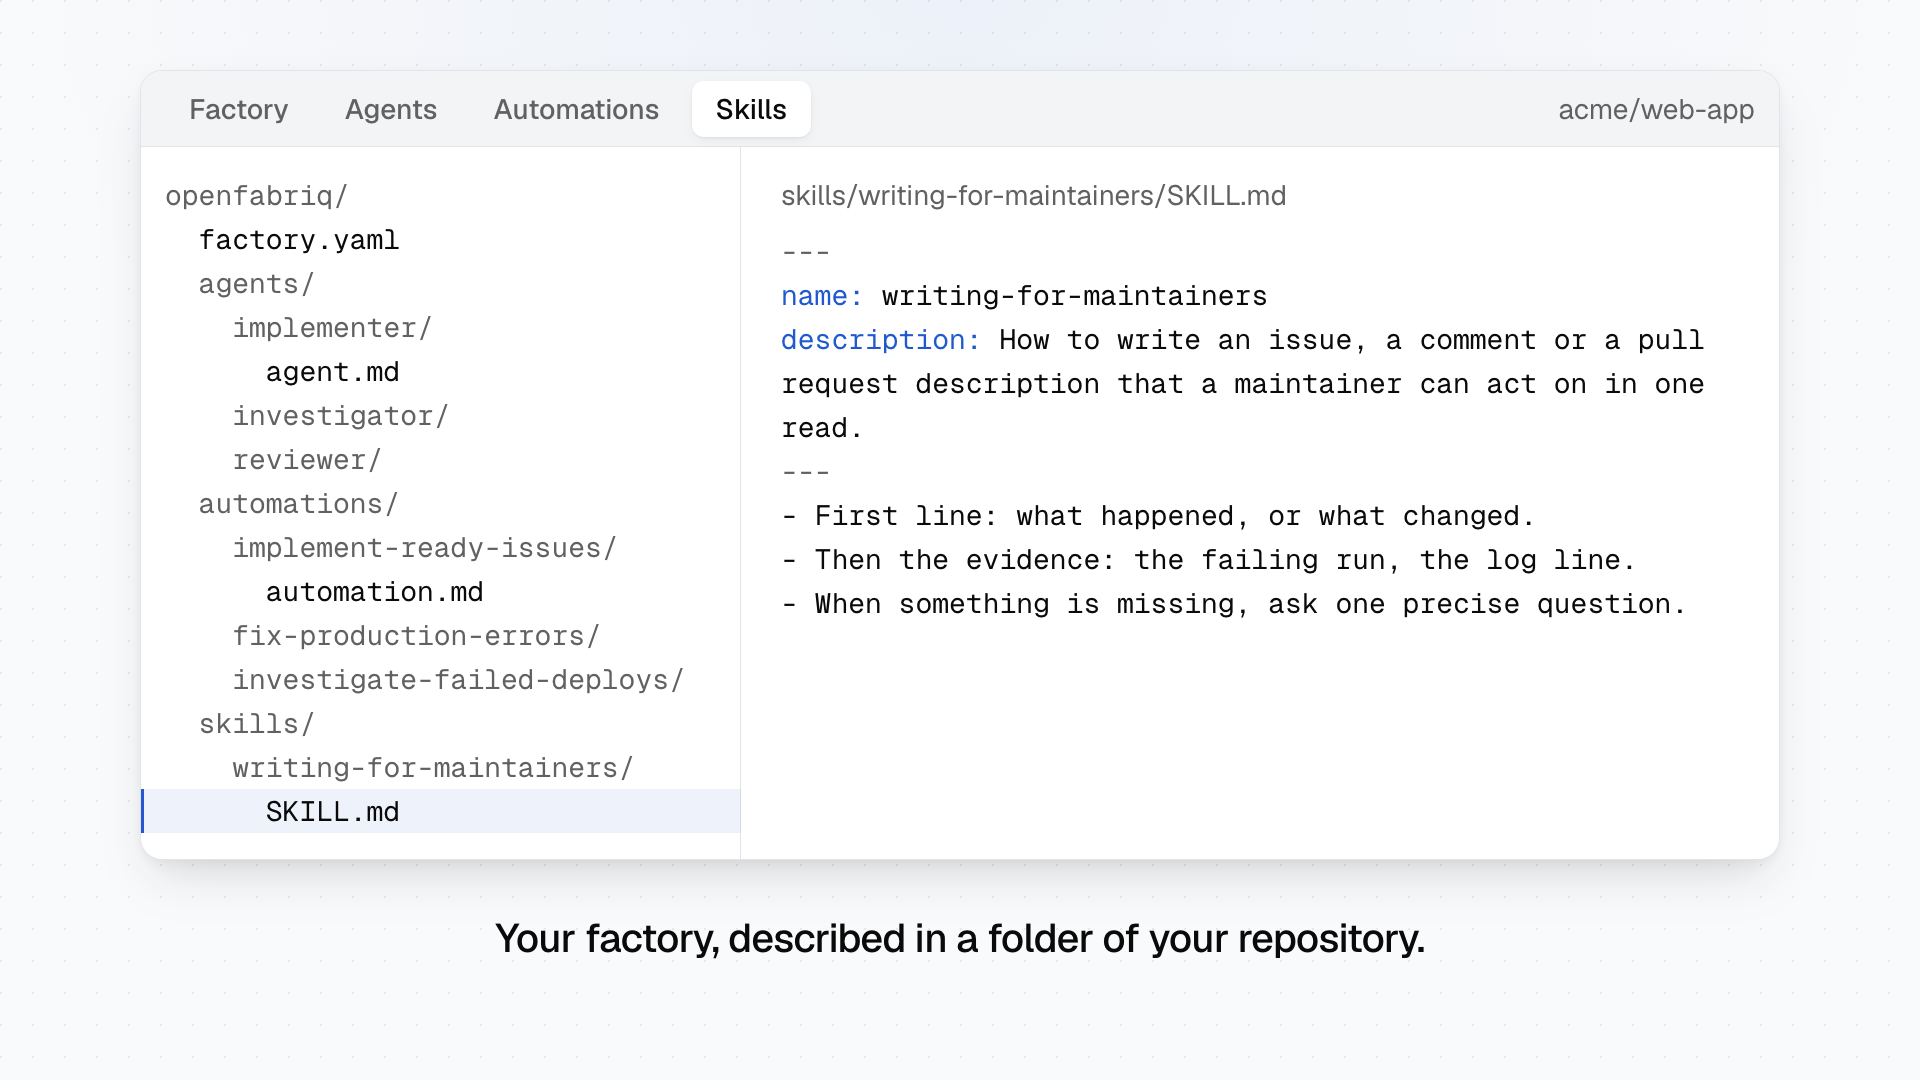 Factory
Agents
Automations
Skills
acme/web-app
openfabriq/
factory.yaml
agents/
implementer/
agent.md
investigator/
reviewer/
automations/
implement-ready-issues/
automation.md
fix-production-errors/
investigate-failed-deploys/
skills/
writing-for-maintainers/
SKILL.md
skills/writing-for-maintainers/SKILL.md
---
name: writing-for-maintainers
description: How to write an issue, a comment or a pull
request description that a maintainer can act on in one
read.
---
- First line: what happened, or what changed.
- Then the evidence: the failing run, the log line.
- When something is missing, ask one precise question.
Your factory, described in a folder of your repository.